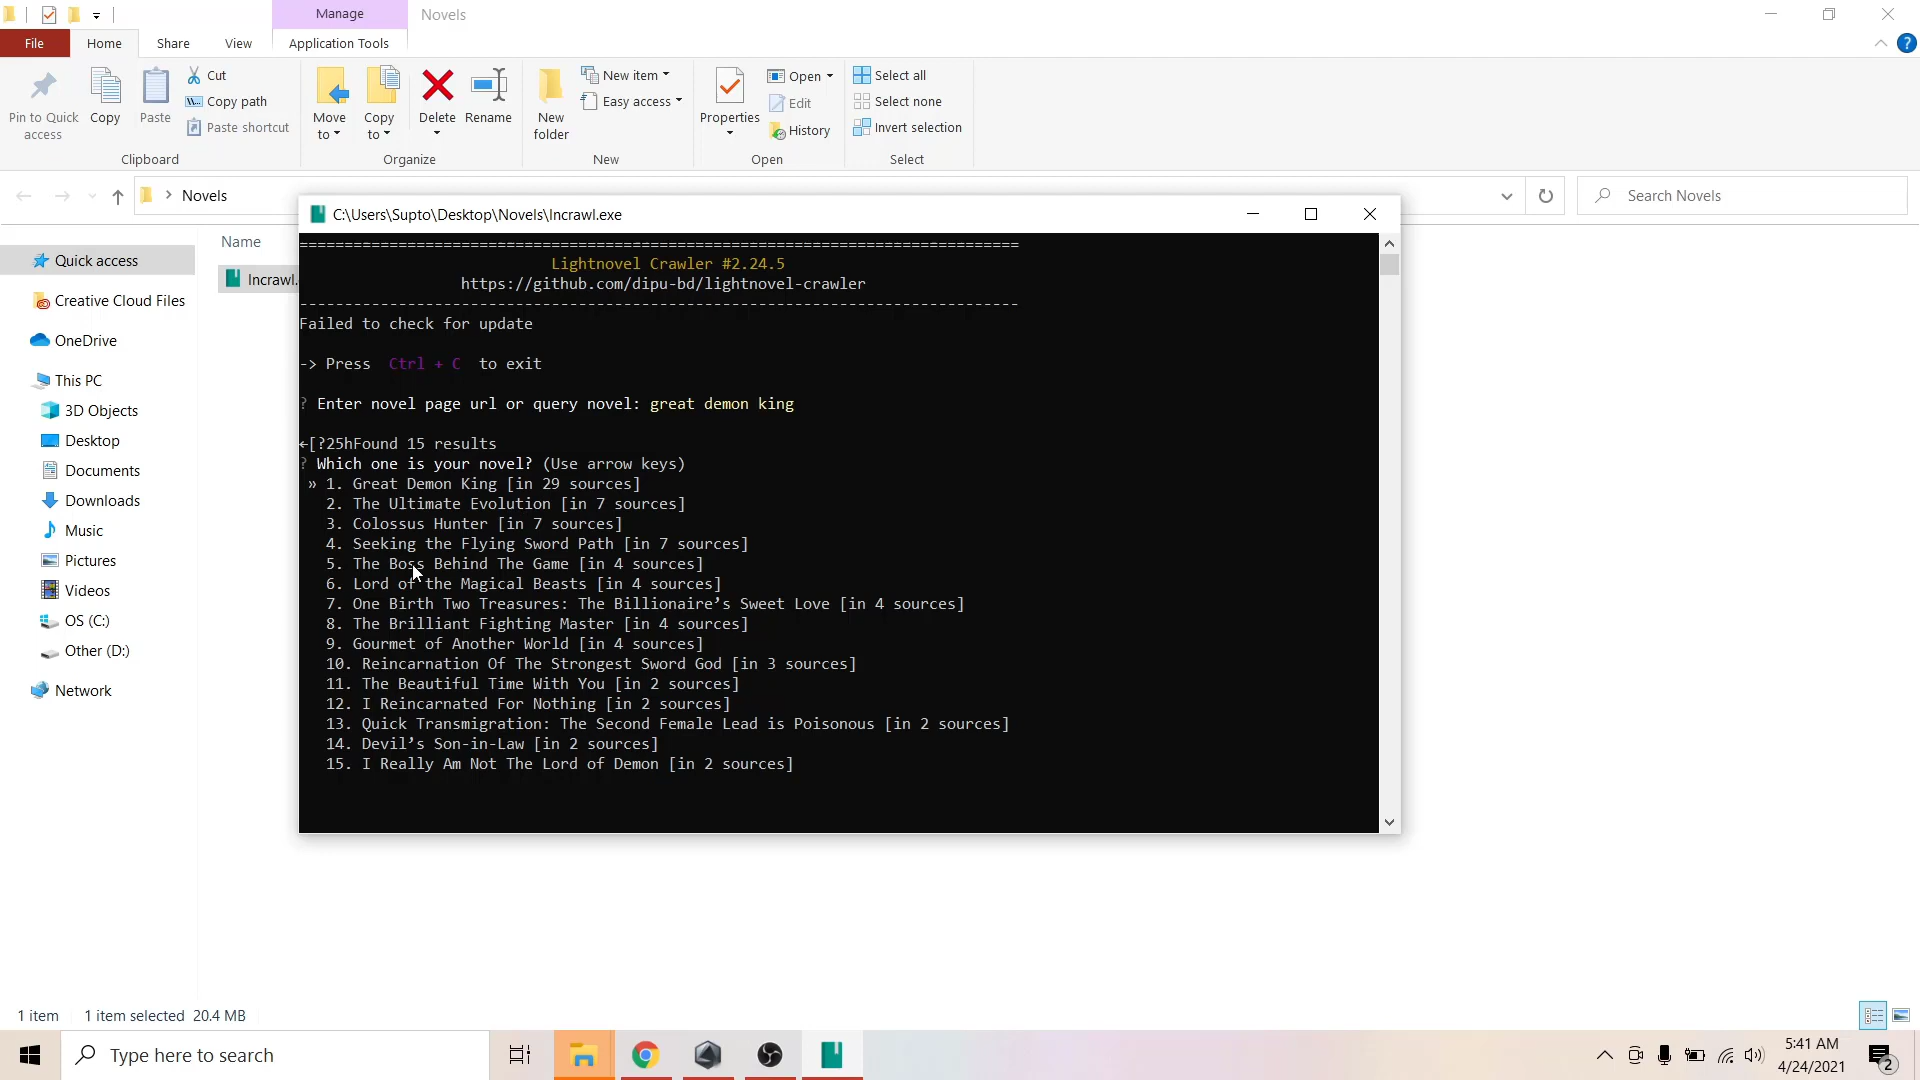 Manage
Novels
File
Home
Share
View
Application Tools
Pin to Quick access
Copy
Paste
Cut
Copy path
Paste shortcut
Clipboard
Move to
Copy to
Delete
Rename
Organize
New folder
New item
Easy access
New
Properties
Open
Edit
History
Open
Select all
Select none
Invert selection
Select
Novels
Search Novels
Name
Quick access
Creative Cloud Files
OneDrive
This PC
3D Objects
Desktop
Documents
Downloads
Music
Pictures
Videos
OS (C:)
Other (D:)
Network
lncrawl.
C:\Users\Supto\Desktop\Novels\lncrawl.exe
================================================================================
Lightnovel Crawler #2.24.5
https://github.com/dipu-bd/lightnovel-crawler
--------------------------------------------------------------------------------
Failed to check for update
-> Press  Ctrl + C  to exit
? Enter novel page url or query novel: great demon king
←[?25hFound 15 results
? Which one is your novel? (Use arrow keys)
» 1. Great Demon King [in 29 sources]
2. The Ultimate Evolution [in 7 sources]
3. Colossus Hunter [in 7 sources]
4. Seeking the Flying Sword Path [in 7 sources]
5. The Boss Behind The Game [in 4 sources]
6. Lord of the Magical Beasts [in 4 sources]
7. One Birth Two Treasures: The Billionaire’s Sweet Love [in 4 sources]
8. The Brilliant Fighting Master [in 4 sources]
9. Gourmet of Another World [in 4 sources]
10. Reincarnation Of The Strongest Sword God [in 3 sources]
11. The Beautiful Time With You [in 2 sources]
12. I Reincarnated For Nothing [in 2 sources]
13. Quick Transmigration: The Second Female Lead is Poisonous [in 2 sources]
14. Devil’s Son-in-Law [in 2 sources]
15. I Really Am Not The Lord of Demon [in 2 sources]
1 item
1 item selected 20.4 MB
Type here to search
5:41 AM
4/24/2021
2